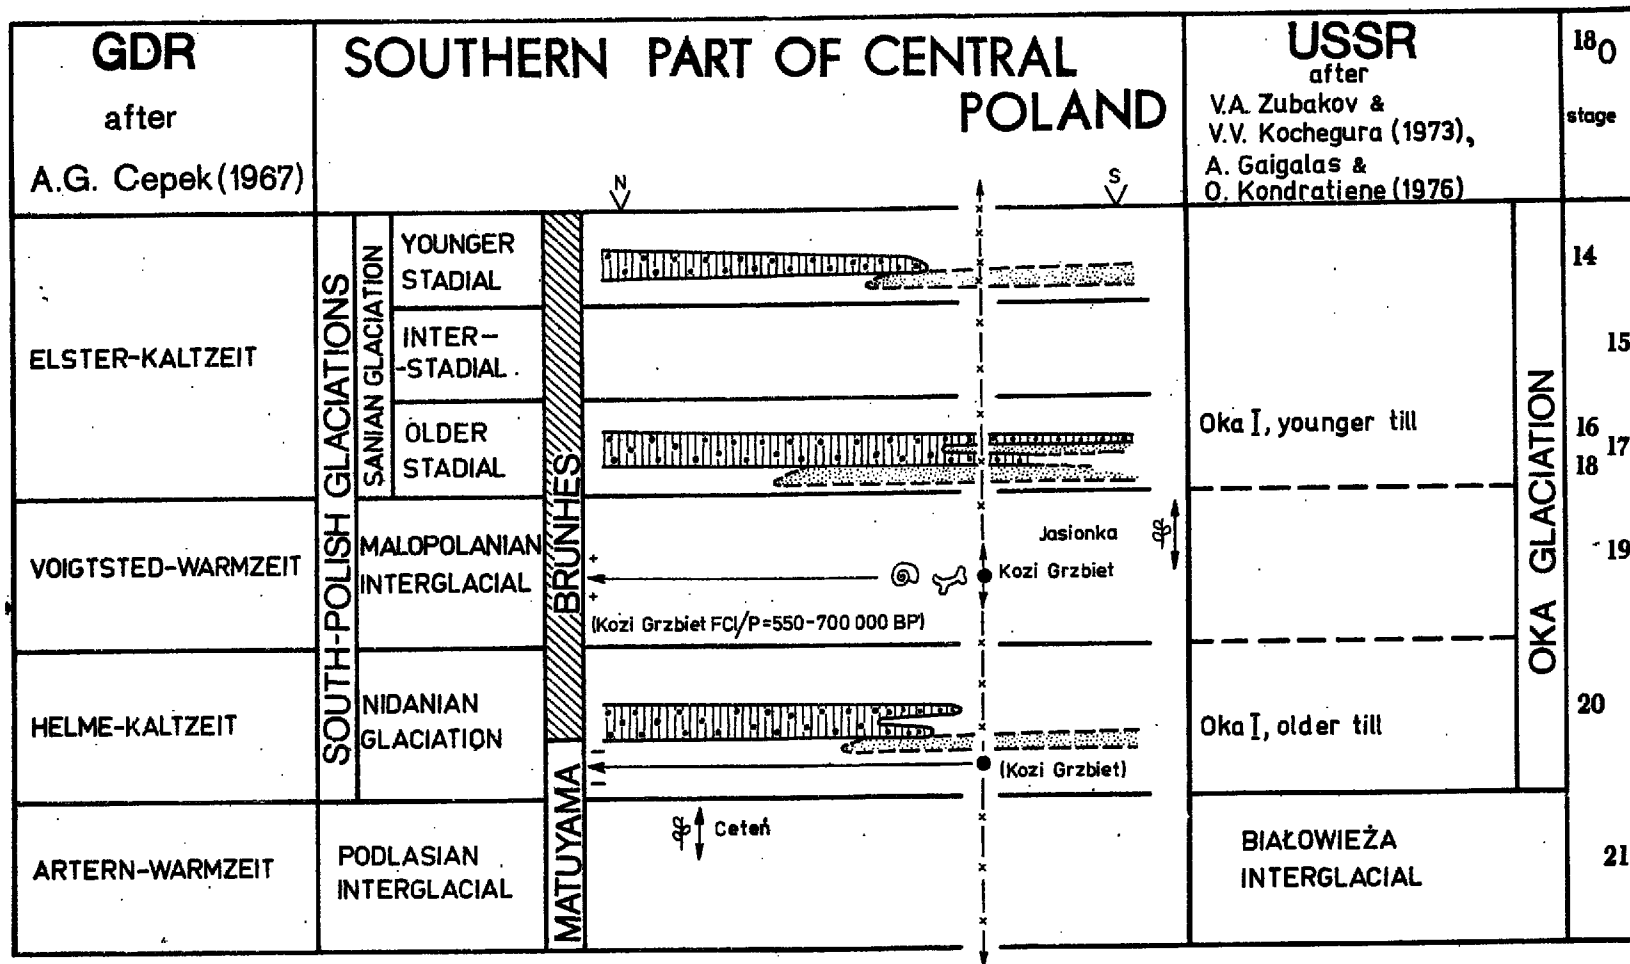 GDR
after
A.G. Cepek (1967)
SOUTHERN PART OF CENTRAL
POLAND
N
S
USSR
after
V.A. Zubakov &
V.V. Kochegura (1973),
A. Gaigalas &
O. Kondratiene (1976)
18O
stage
ELSTER-KALTZEIT
VOIGTSTED-WARMZEIT
HELME-KALTZEIT
ARTERN-WARMZEIT
SOUTH-POLISH GLACIATIONS
SANIAN GLACIATION
YOUNGER
STADIAL
INTER-
-STADIAL
OLDER
STADIAL
MALOPOLANIAN
INTERGLACIAL
NIDANIAN
GLACIATION
PODLASIAN
INTERGLACIAL
BRUNHES
MATUYAMA
+
+
Jasionka
Kozi Grzbiet
(Kozi Grzbiet FCl/P=550-700 000 BP)
(Kozi Grzbiet)
Ceteń
Oka I, younger till
Oka I, older till
BIAŁOWIEŻA
INTERGLACIAL
OKA GLACIATION
14
15
16
17
18
19
20
21